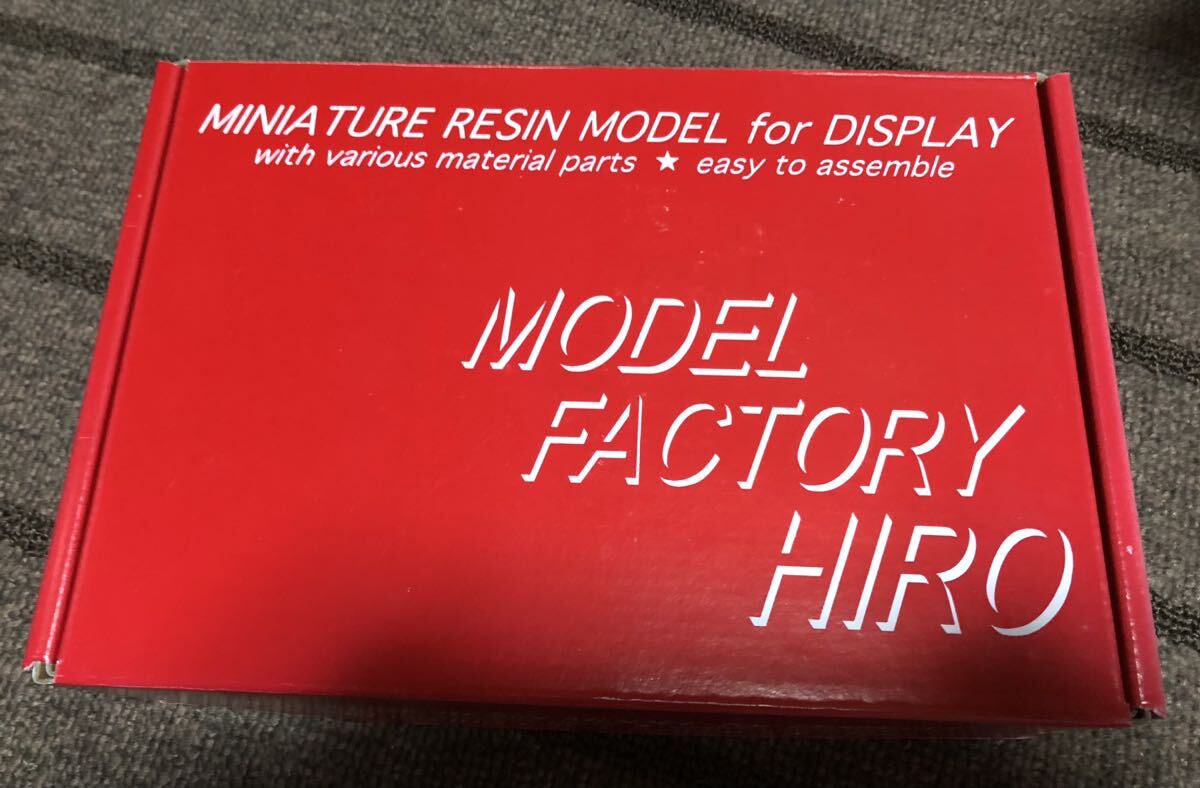 MINIATURE RESIN MODEL for DISPLAY
with various material parts ★ easy to assemble
MODEL
FACTORY
HIRO